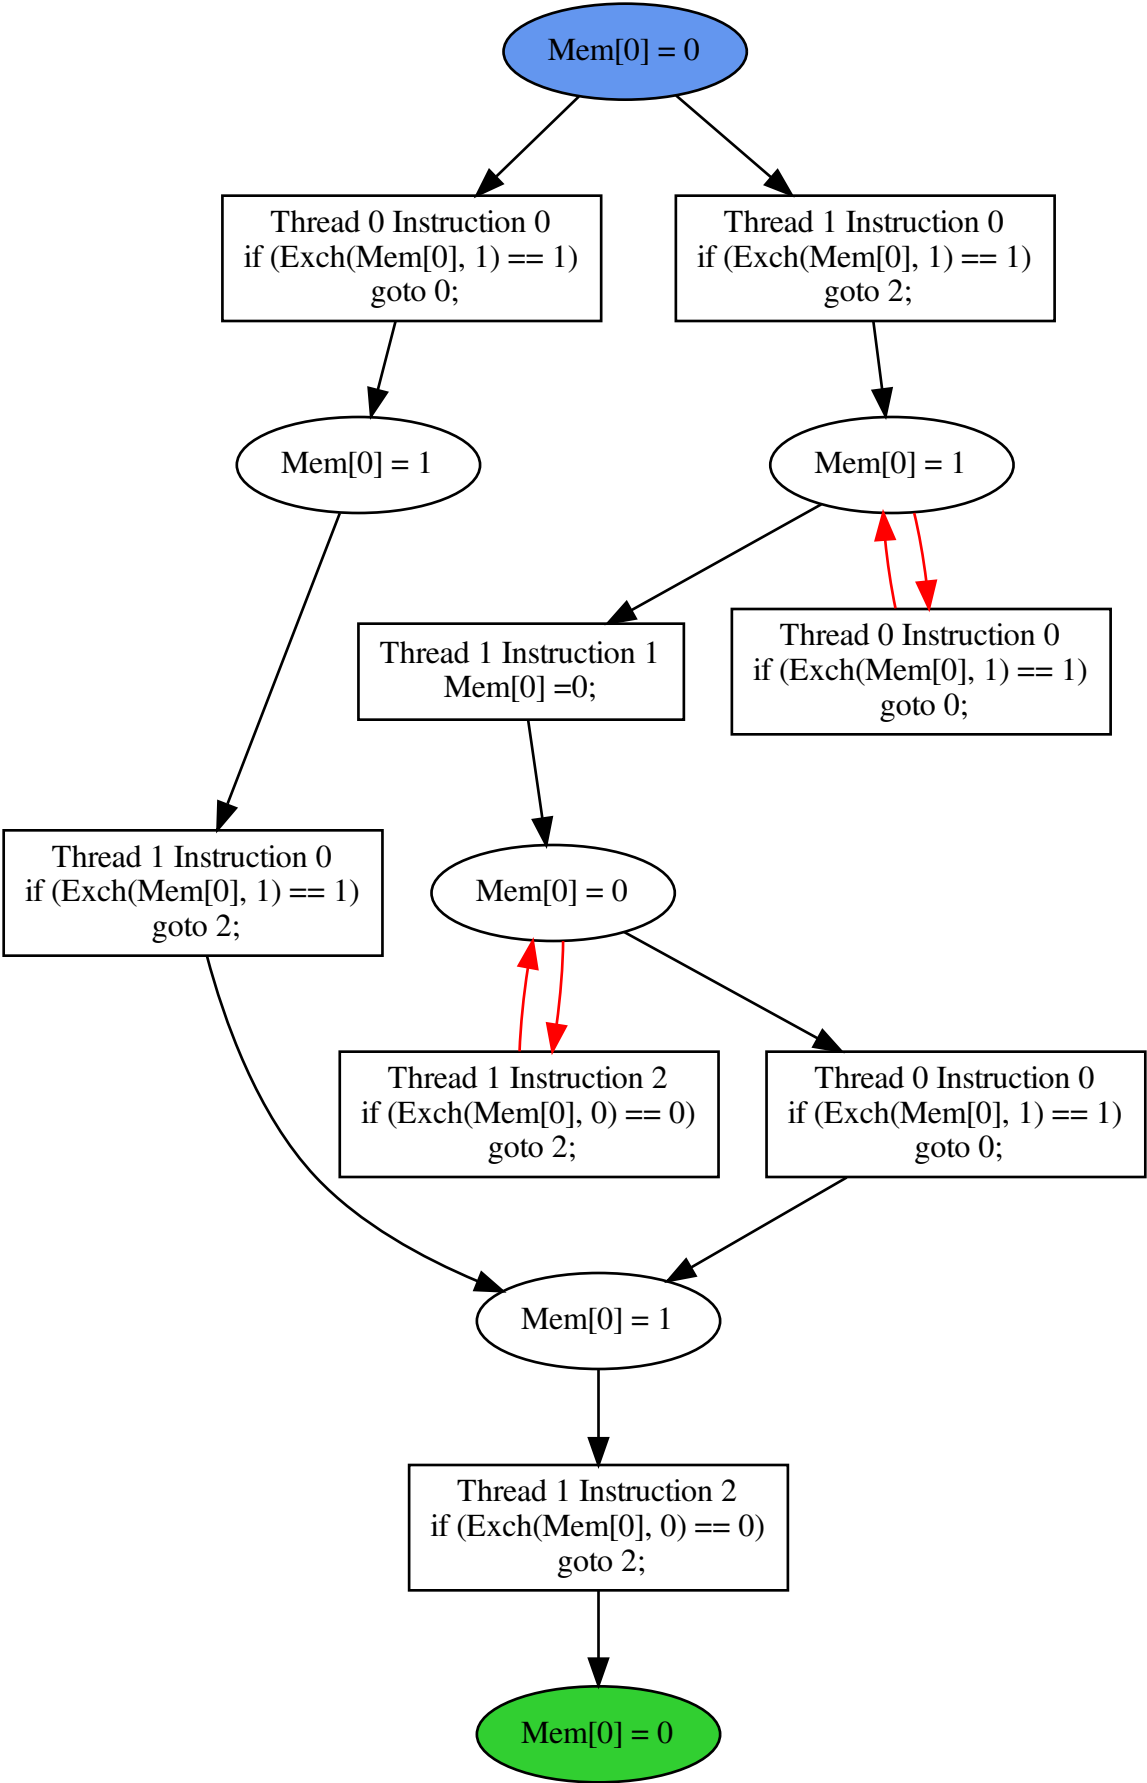 Mem[0] = 0
Thread 0 Instruction 0
if (Exch(Mem[0], 1) == 1)
goto 0;
Thread 1 Instruction 0
if (Exch(Mem[0], 1) == 1)
goto 2;
Mem[0] = 1
Mem[0] = 1
Thread 1 Instruction 1
Mem[0] =0;
Thread 0 Instruction 0
if (Exch(Mem[0], 1) == 1)
goto 0;
Thread 1 Instruction 0
if (Exch(Mem[0], 1) == 1)
goto 2;
Mem[0] = 0
Thread 1 Instruction 2
if (Exch(Mem[0], 0) == 0)
goto 2;
Thread 0 Instruction 0
if (Exch(Mem[0], 1) == 1)
goto 0;
Mem[0] = 1
Thread 1 Instruction 2
if (Exch(Mem[0], 0) == 0)
goto 2;
Mem[0] = 0